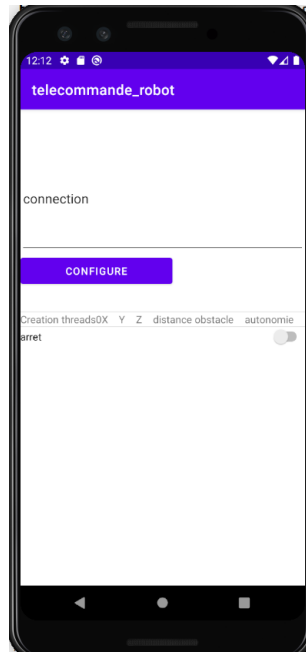 12:12
telecommande_robot
connection
CONFIGURE
Creation threads0X Y Z distance obstacle autonomie
arret